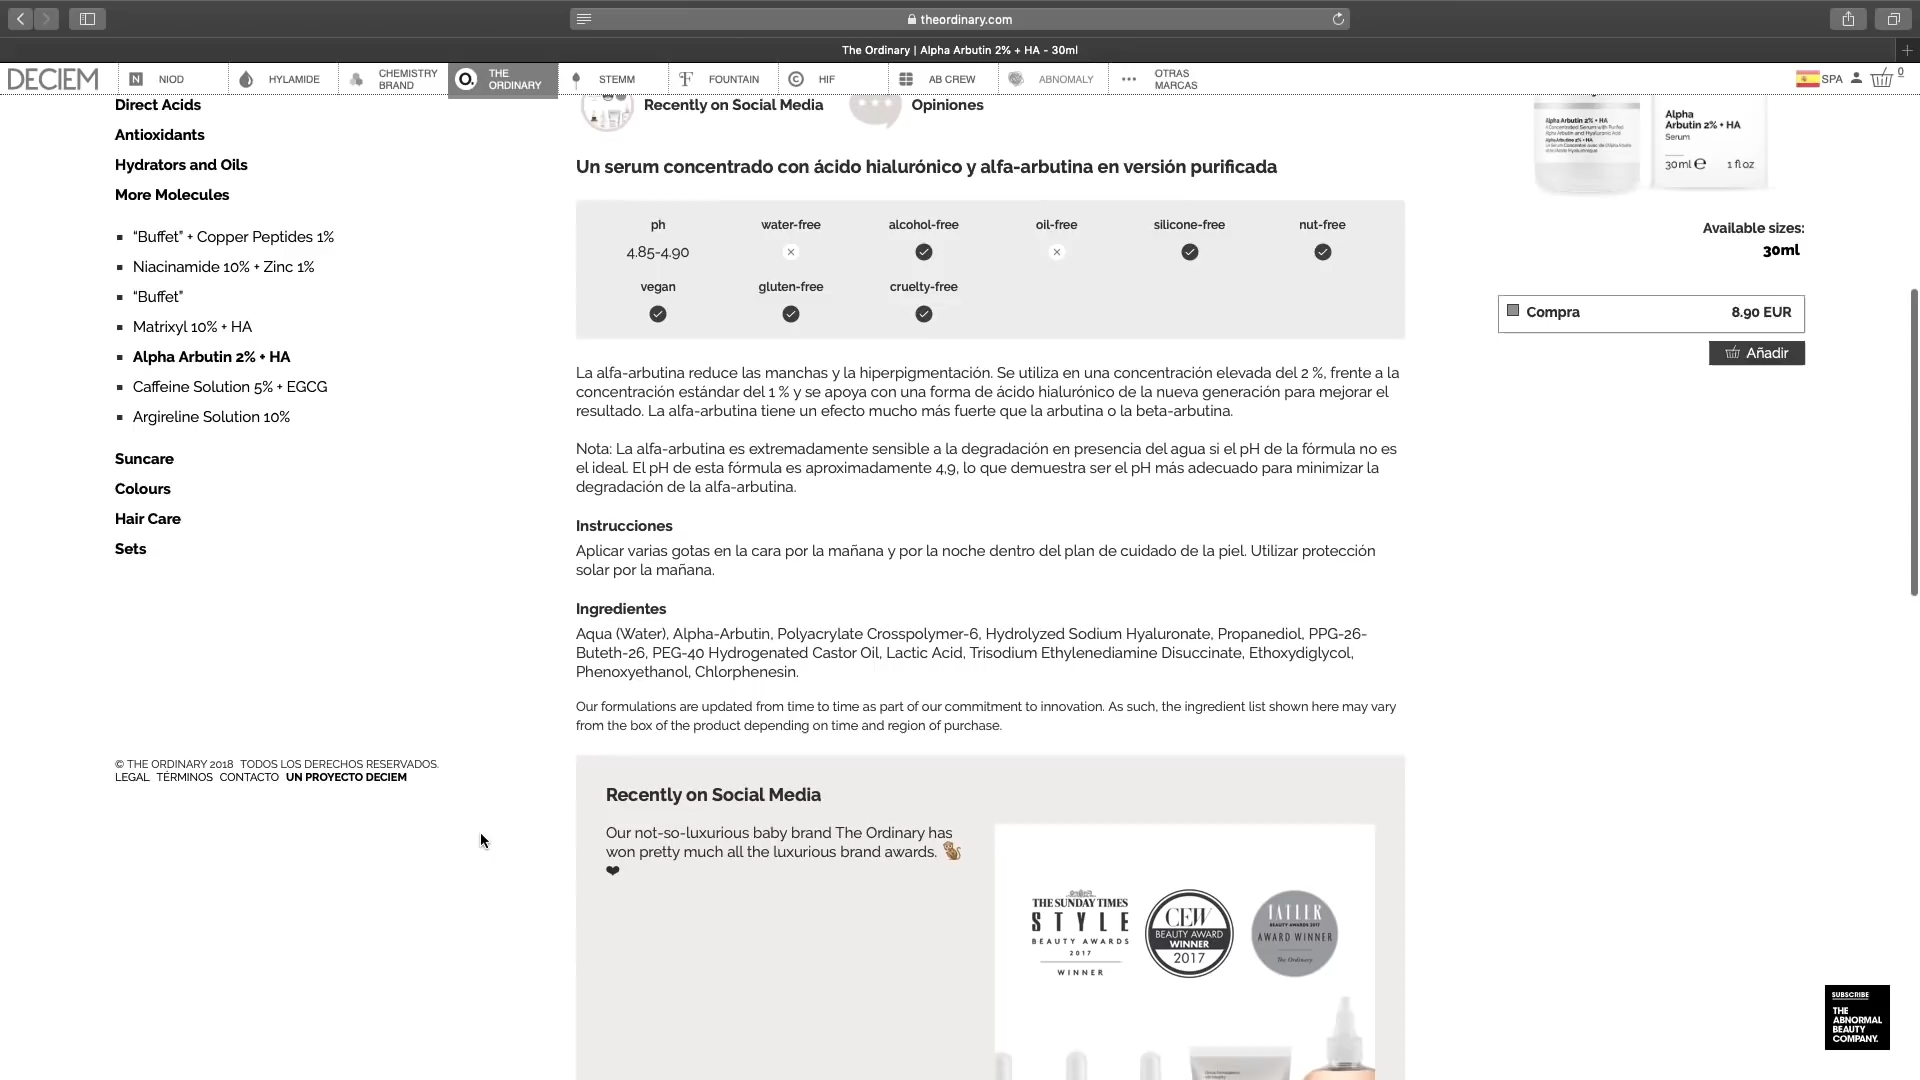 theordinary.com
The Ordinary | Alpha Arbutin 2% + HA - 30ml
DECIEM
NIOD
HYLAMIDE
CHEMISTRY
BRAND
THE
ORDINARY
STEMM
FOUNTAIN
HIF
AB CREW
ABNOMALY
OTRAS
MARCAS
SPA
0
Direct Acids
Antioxidants
Hydrators and Oils
More Molecules
“Buffet” + Copper Peptides 1%
Niacinamide 10% + Zinc 1%
“Buffet”
Matrixyl 10% + HA
Alpha Arbutin 2% + HA
Caffeine Solution 5% + EGCG
Argireline Solution 10%
Suncare
Colours
Hair Care
Sets
© THE ORDINARY 2018 TODOS LOS DERECHOS RESERVADOS.
LEGAL TÉRMINOS CONTACTO UN PROYECTO DECIEM
Recently on Social Media
Opiniones
Un serum concentrado con ácido hialurónico y alfa-arbutina en versión purificada
ph water-free alcohol-free oil-free silicone-free nut-free
4.85-4.90
vegan gluten-free cruelty-free
La alfa-arbutina reduce las manchas y la hiperpigmentación. Se utiliza en una concentración elevada del 2 %, frente a la
concentración estándar del 1 % y se apoya con una forma de ácido hialurónico de la nueva generación para mejorar el
resultado. La alfa-arbutina tiene un efecto mucho más fuerte que la arbutina o la beta-arbutina.
Nota: La alfa-arbutina es extremadamente sensible a la degradación en presencia del agua si el pH de la fórmula no es
el ideal. El pH de esta fórmula es aproximadamente 4,9, lo que demuestra ser el pH más adecuado para minimizar la
degradación de la alfa-arbutina.
Instrucciones
Aplicar varias gotas en la cara por la mañana y por la noche dentro del plan de cuidado de la piel. Utilizar protección
solar por la mañana.
Ingredientes
Aqua (Water), Alpha-Arbutin, Polyacrylate Crosspolymer-6, Hydrolyzed Sodium Hyaluronate, Propanediol, PPG-26-
Buteth-26, PEG-40 Hydrogenated Castor Oil, Lactic Acid, Trisodium Ethylenediamine Disuccinate, Ethoxydiglycol,
Phenoxyethanol, Chlorphenesin.
Our formulations are updated from time to time as part of our commitment to innovation. As such, the ingredient list shown here may vary
from the box of the product depending on time and region of purchase.
Recently on Social Media
Our not-so-luxurious baby brand The Ordinary has
won pretty much all the luxurious brand awards. 🐒
❤
THE SUNDAY TIMES
STYLE
BEAUTY AWARDS
2017
WINNER
CEW
BEAUTY AWARD
WINNER
2017
TATLER
BEAUTY AWARDS 2017
AWARD WINNER
The Ordinary
Alpha Arbutin 2% + HA
Alpha
Arbutin 2% + HA
Serum
30ml ℮ 1 fl oz
Available sizes:
30ml
Compra 8.90 EUR
Añadir
SUBSCRIBE
THE
ABNORMAL
BEAUTY
COMPANY.